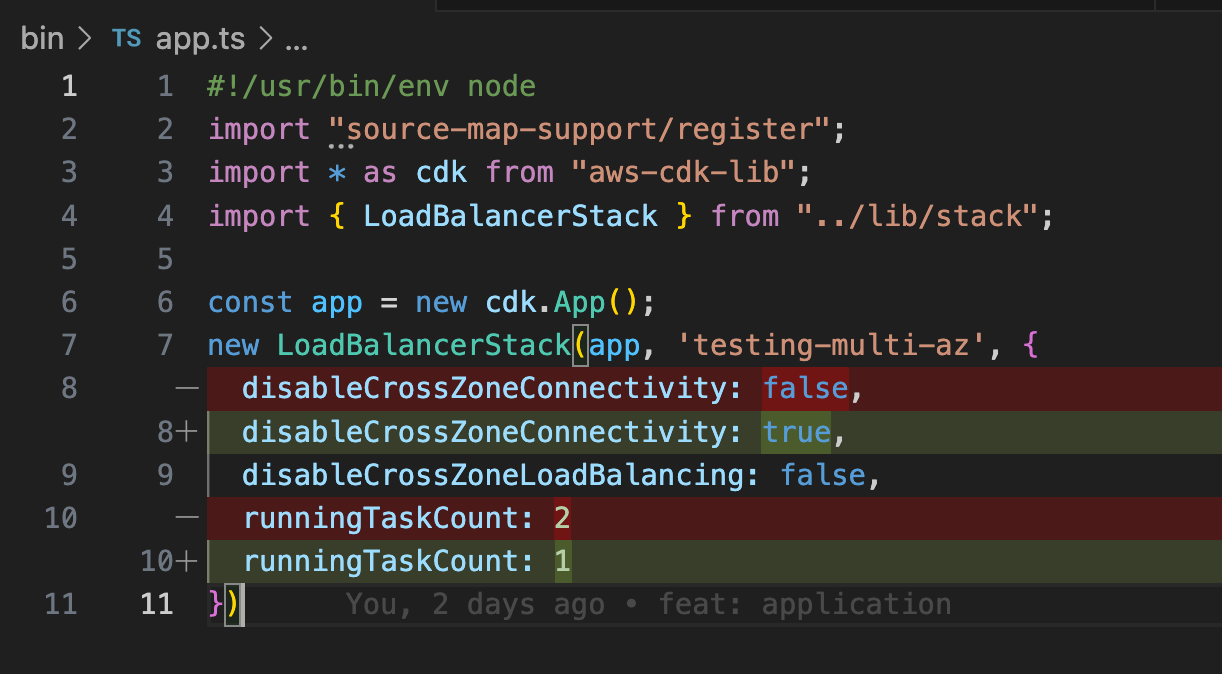 bin > TS app.ts > ...
1 1 #!/usr/bin/env node
2 2 import "source-map-support/register";
3 3 import * as cdk from "aws-cdk-lib";
4 4 import { LoadBalancerStack } from "../lib/stack";
5 5
6 6 const app = new cdk.App();
7 7 new LoadBalancerStack(app, 'testing-multi-az', {
8 — disableCrossZoneConnectivity: false,
8+ disableCrossZoneConnectivity: true,
9 9 disableCrossZoneLoadBalancing: false,
10 — runningTaskCount: 2
10+ runningTaskCount: 1
11 11 }) You, 2 days ago • feat: application